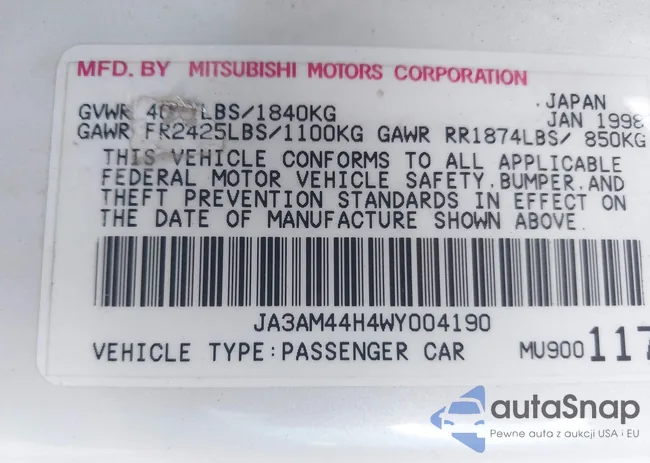 MFD. BY MITSUBISHI MOTORS CORPORATION
JAPAN
GVWR LBS/1840KG JAN 1998
GAWR FR2425LBS/1100KG GAWR RR1874LBS/ 850KG
THIS VEHICLE CONFORMS TO ALL APPLICABLE
FEDERAL MOTOR VEHICLE SAFETY, BUMPER, AND
THEFT PREVENTION STANDARDS IN EFFECT ON
THE DATE OF MANUFACTURE SHOWN ABOVE.
JA3AM44H4WY004190
VEHICLE TYPE:PASSENGER CAR MU900 117
autaSnap
Pewne auta z aukcji USA i EU